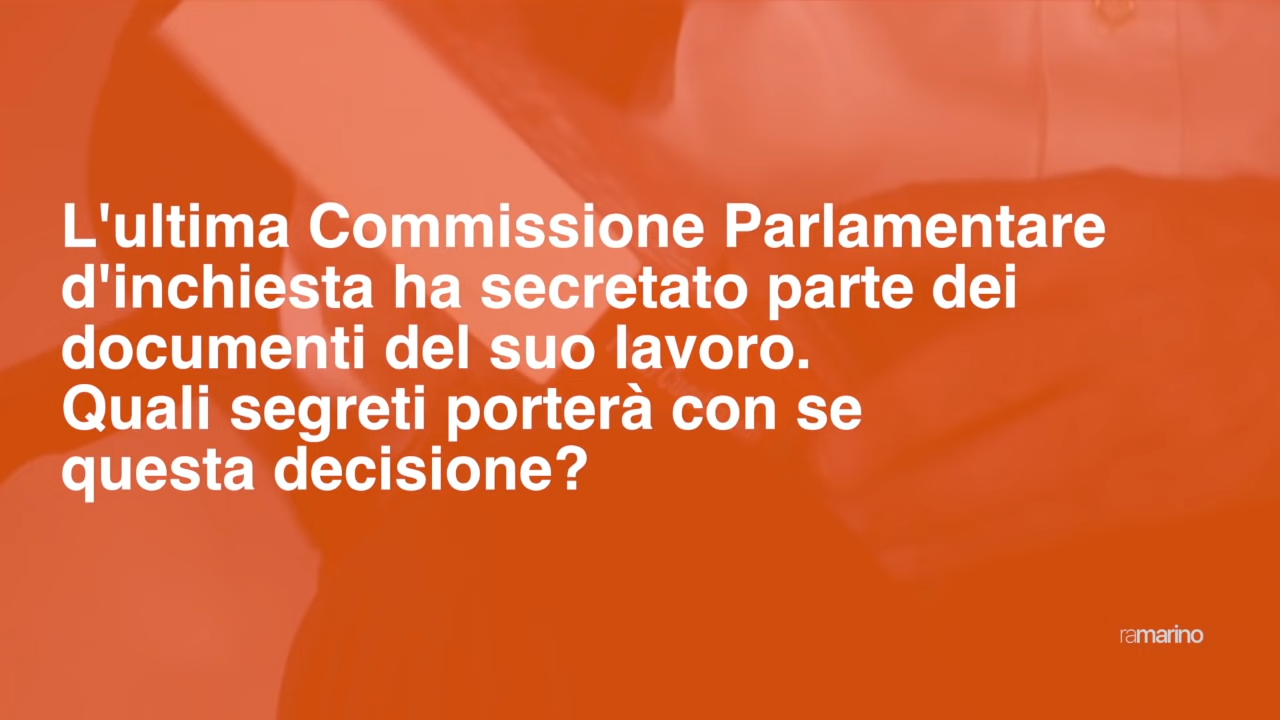 L'ultima Commissione Parlamentare
d'inchiesta ha secretato parte dei
documenti del suo lavoro.
Quali segreti porterà con se
questa decisione?
ramarino